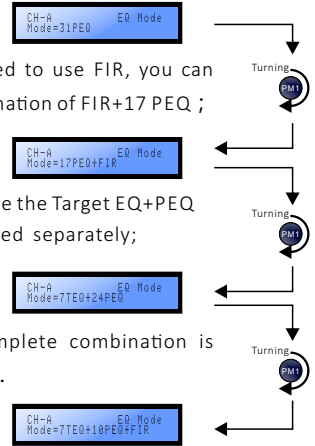 CH-A EQ Mode
Mode=31PEQ
ed to use FIR, you can
Turning
PM1
nation of FIR+17 PEQ ;
CH-A EQ Mode
Mode=17PEQ+FIR
e the Target EQ+PEQ
Turning
ed separately;
PM1
CH-A EQ Mode
Mode=7TEQ+24PEQ
mplete combination is
Turning
.
PM1
CH-A EQ Mode
Mode=7TEQ+10PEQ+FIR